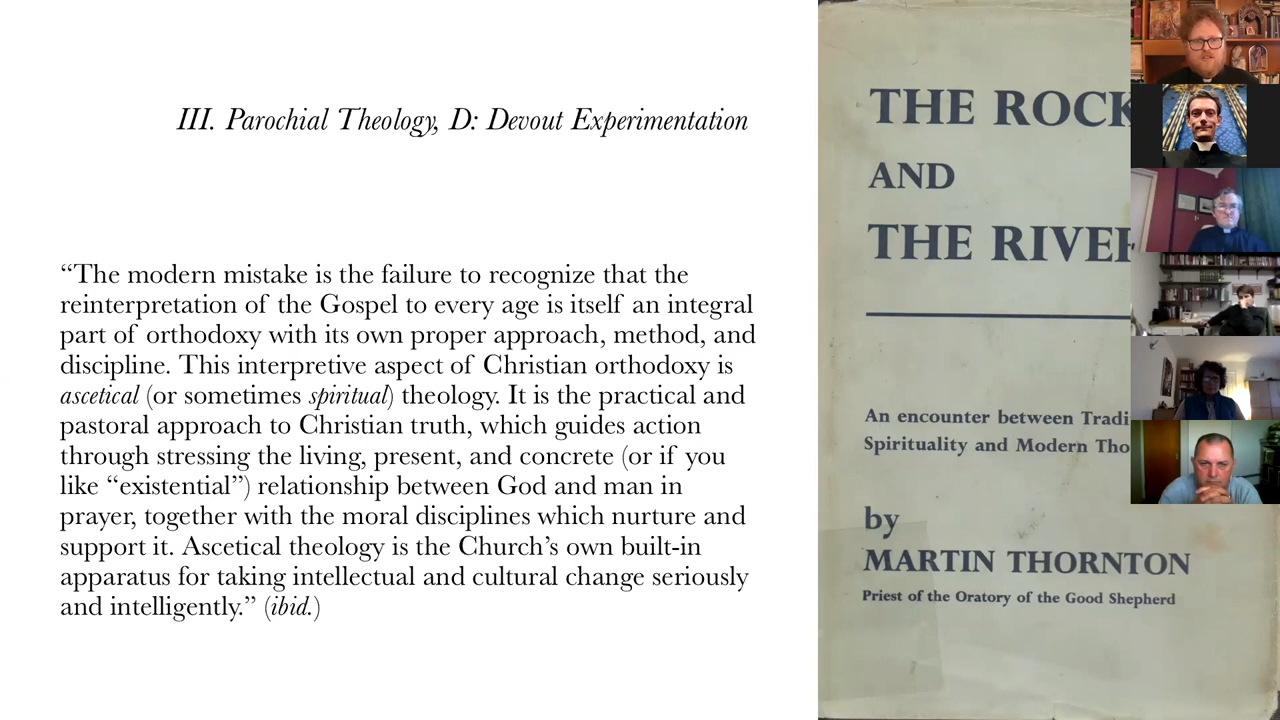 III. Parochial Theology, D: Devout Experimentation
“The modern mistake is the failure to recognize that the
reinterpretation of the Gospel to every age is itself an integral
part of orthodoxy with its own proper approach, method, and
discipline. This interpretive aspect of Christian orthodoxy is
ascetical (or sometimes spiritual) theology. It is the practical and
pastoral approach to Christian truth, which guides action
through stressing the living, present, and concrete (or if you
like “existential”) relationship between God and man in
prayer, together with the moral disciplines which nurture and
support it. Ascetical theology is the Church’s own built-in
apparatus for taking intellectual and cultural change seriously
and intelligently.” (ibid.)
THE ROCK
AND
THE RIVE
An encounter between Tradi
Spirituality and Modern Tho
by
MARTIN THORNTON
Priest of the Oratory of the Good Shepherd